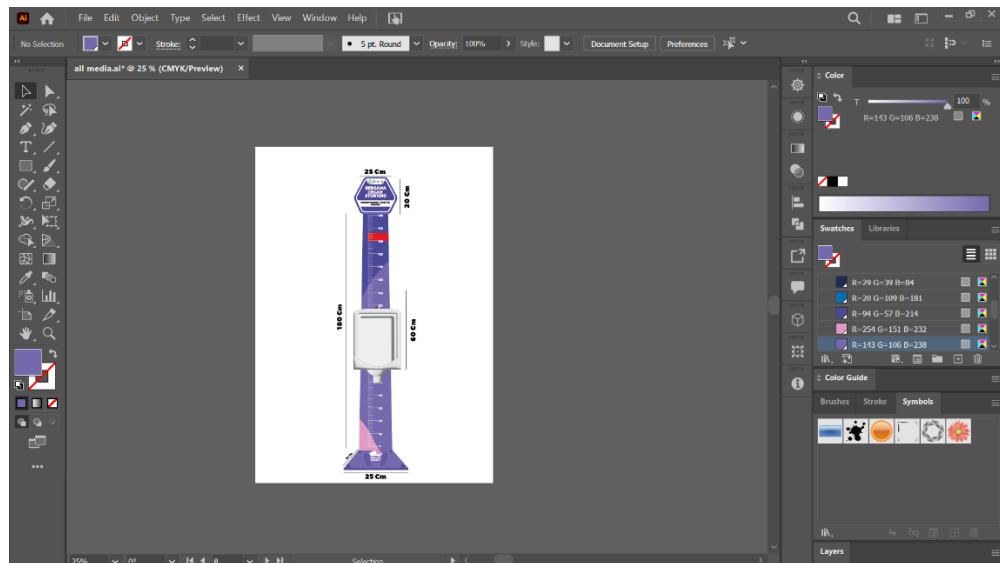 Ai File Edit Object Type Select Effect View Window Help
No Selection Stroke: 5 pt. Round Opacity: 100% Style: Document Setup Preferences
all media.ai* @ 25 % (CMYK/Preview) ×
Color
T 100 %
R=143 G=106 B=238
Swatches Libraries
R=29 G=39 B=84
R=20 G=109 B=181
R=94 G=57 B=214
R=254 G=151 B=232
R=143 G=106 B=238
Color Guide
Brushes Stroke Symbols
Layers
25 Cm
BERSAMA
CEGAH
STUNTING
20 Cm
180 Cm
60 Cm
25 Cm
25% 0° 8 Selection